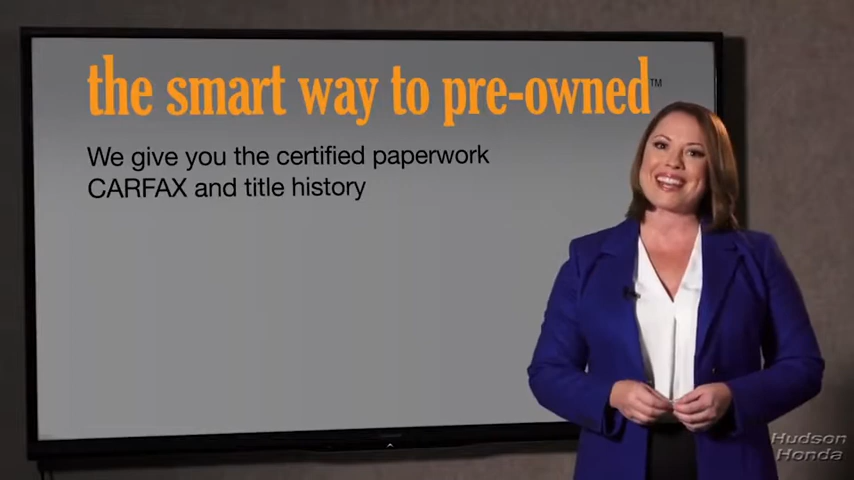 the smart way to pre-owned™
We give you the certified paperwork
CARFAX and title history
Hudson
Honda